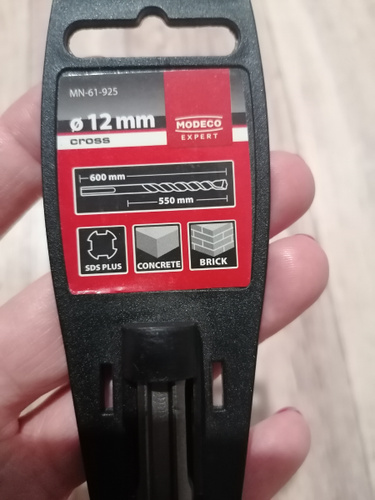 MN-61-925
ø 12 mm
cross
MODECO
EXPERT
600 mm
550 mm
SDS PLUS
CONCRETE
BRICK